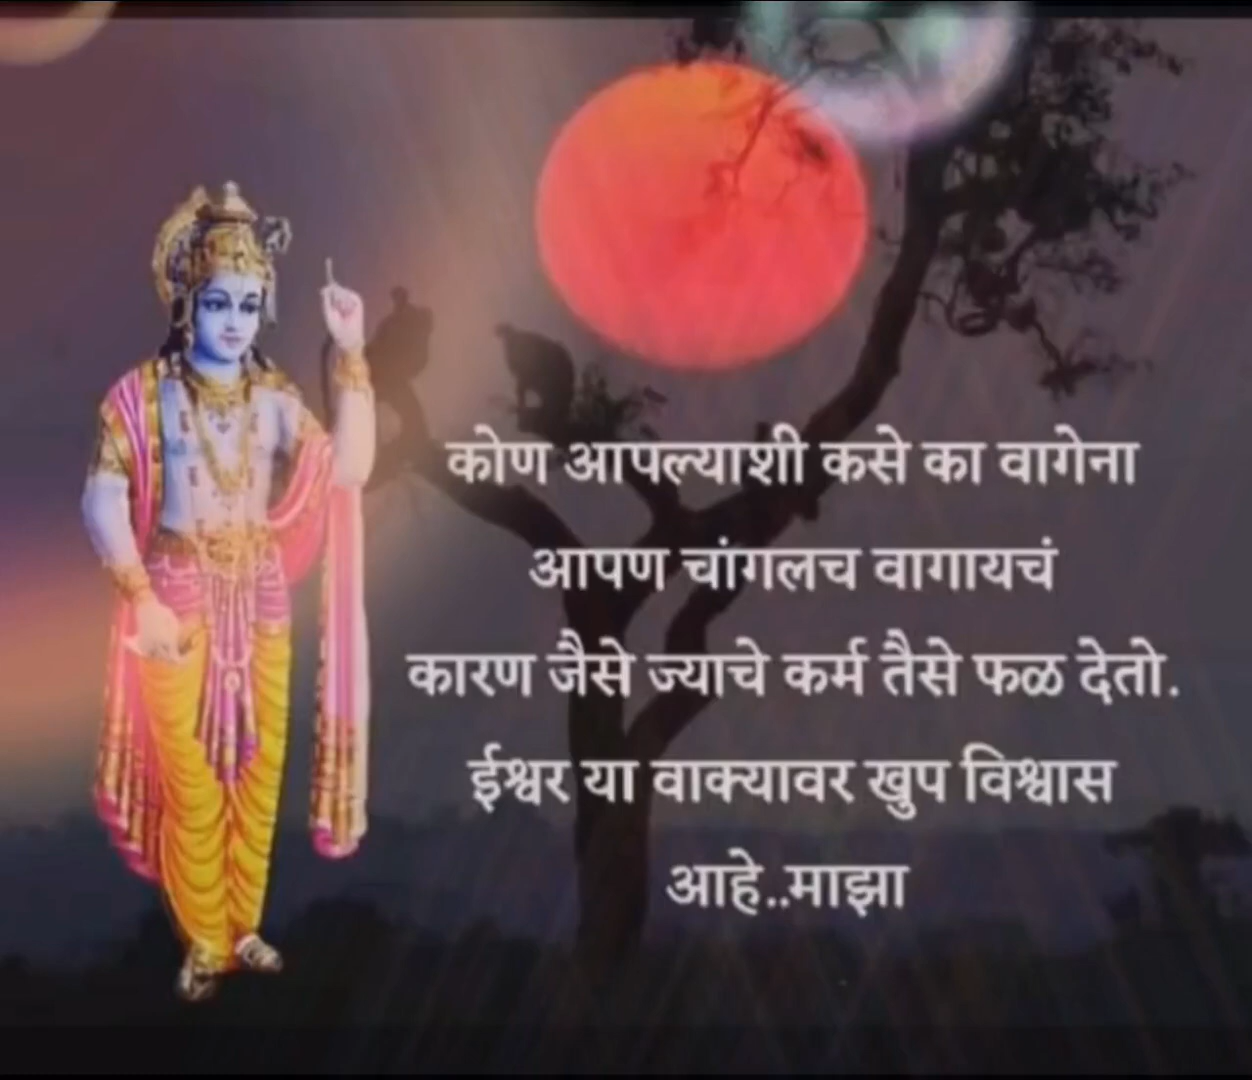 कोण आपल्याशी कसे का वागेना
आपण चांगलच वागायचं
कारण जैसे ज्याचे कर्म तैसे फळ देतो.
ईश्वर या वाक्यावर खुप विश्वास
आहे..माझा